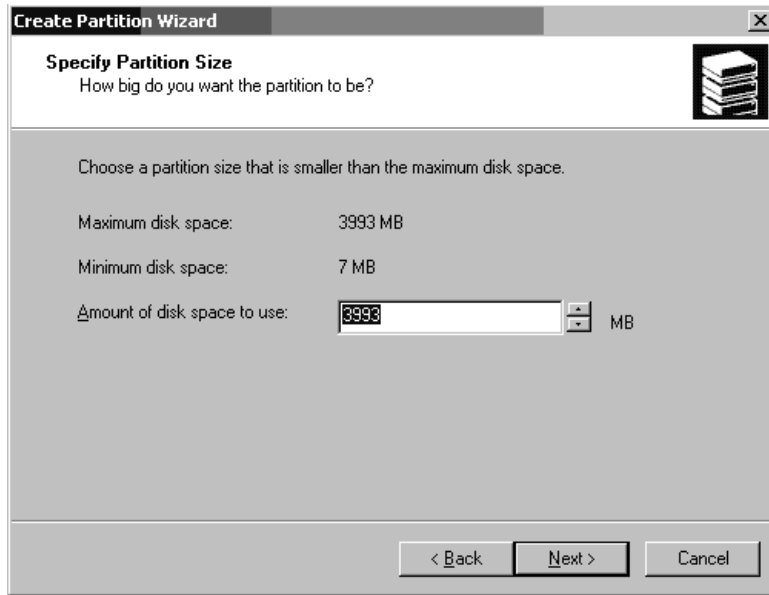 Create Partition Wizard
Specify Partition Size
How big do you want the partition to be?
Choose a partition size that is smaller than the maximum disk space.
Maximum disk space: 3993 MB
Minimum disk space: 7 MB
Amount of disk space to use: 3993 MB
< Back Next > Cancel